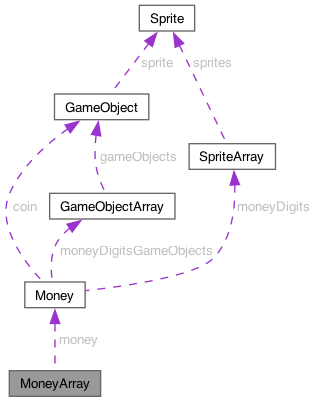 Sprite
sprite
sprites
GameObject
gameObjects
SpriteArray
coin
GameObjectArray
moneyDigits
moneyDigitsGameObjects
Money
money
MoneyArray